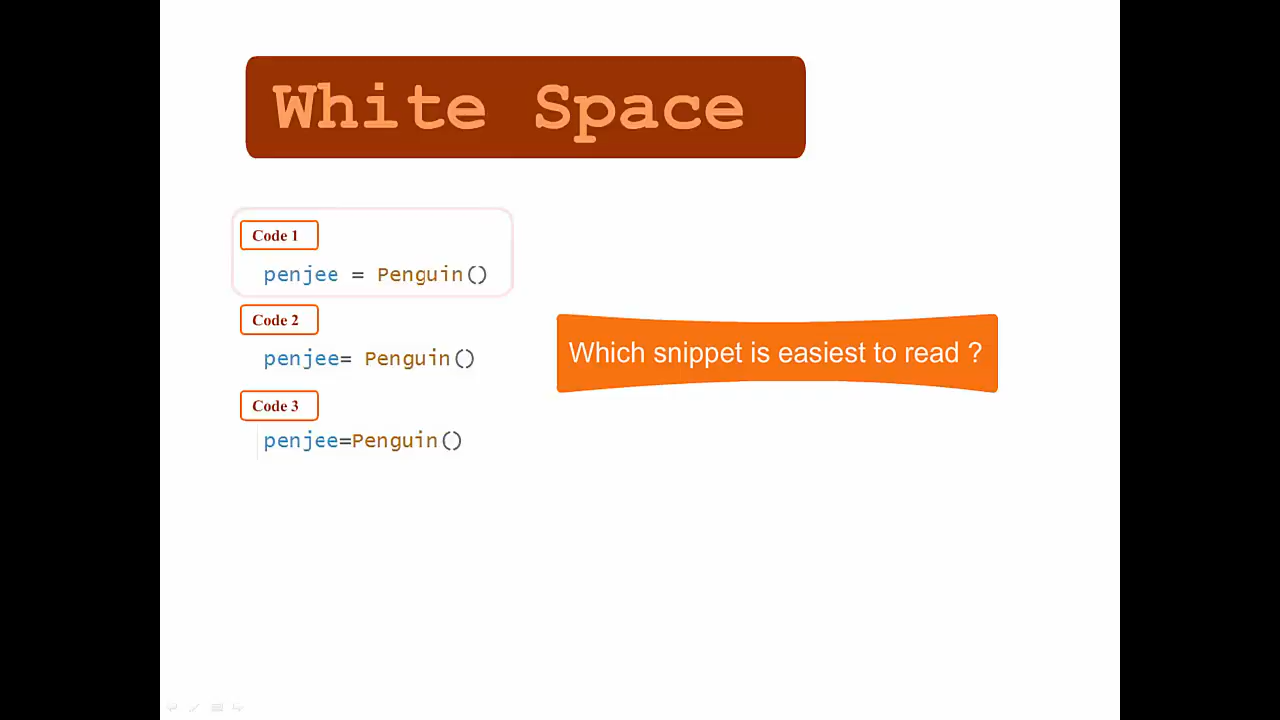 White Space
Code 1
penjee = Penguin()
Code 2
penjee= Penguin()
Which snippet is easiest to read ?
Code 3
penjee=Penguin()